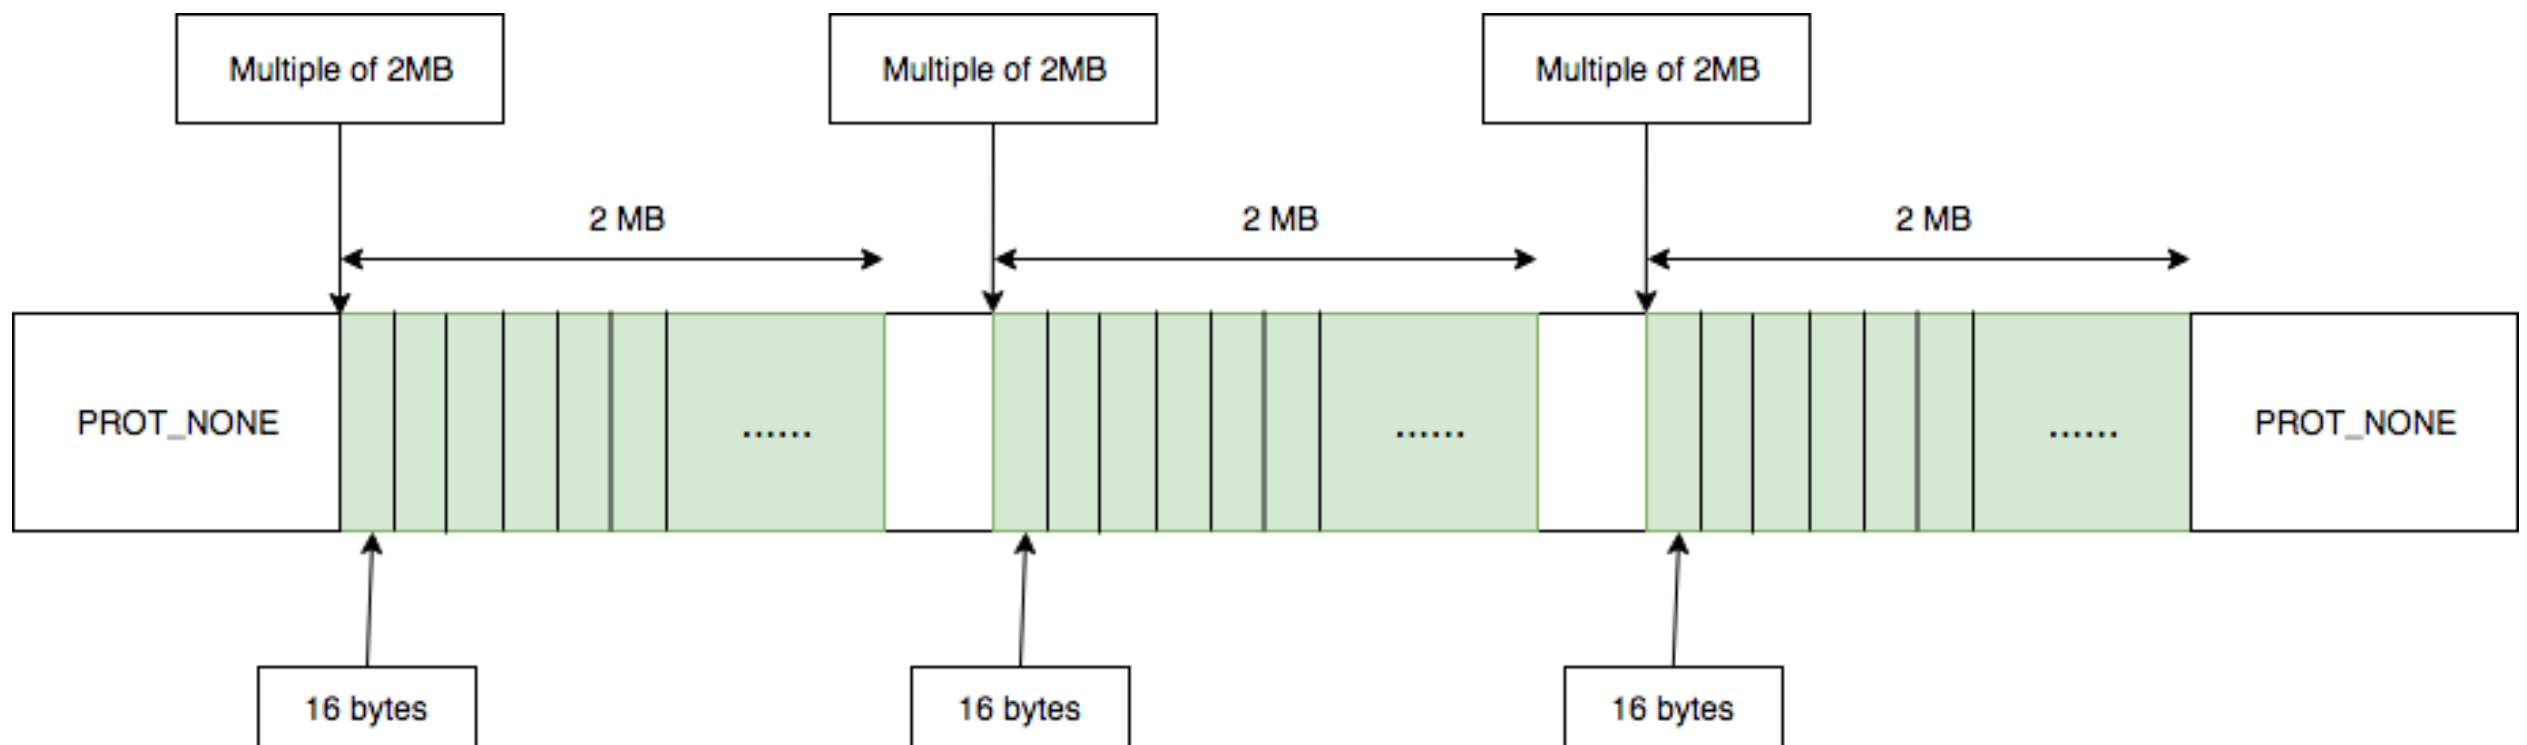 Multiple of 2MB
Multiple of 2MB
Multiple of 2MB
2 MB
2 MB
2 MB
PROT_NONE
......
......
......
PROT_NONE
16 bytes
16 bytes
16 bytes